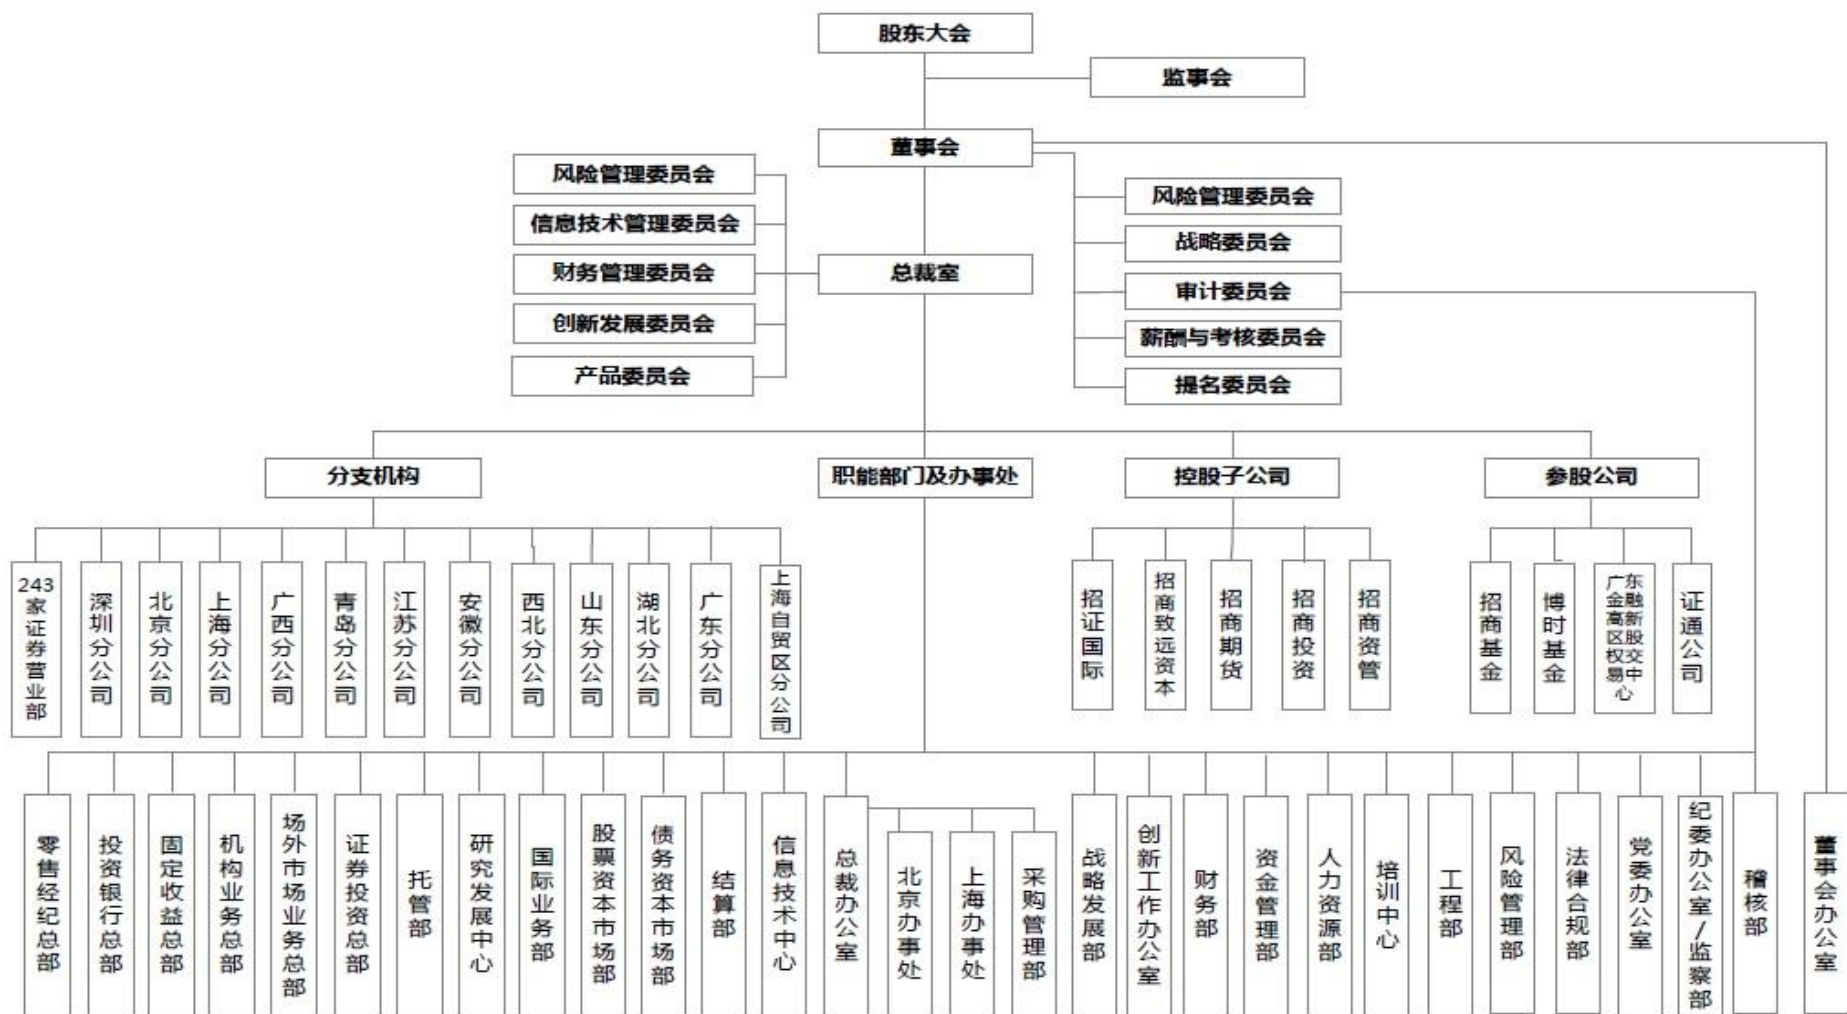 股东大会
监事会
董事会
风险管理委员会
信息技术管理委员会
财务管理委员会
创新发展委员会
产品委员会
总裁室
风险管理委员会
战略委员会
审计委员会
薪酬与考核委员会
提名委员会
分支机构
职能部门及办事处
控股子公司
参股公司
243家证券营业部
深圳分公司
北京分公司
上海分公司
广西分公司
青岛分公司
江苏分公司
安徽分公司
西北分公司
山东分公司
湖北分公司
广东分公司
上海自贸区分公司
招证国际
招商致远资本
招商期货
招商投资
招商资管
招商基金
博时基金
广东金融高新区股权交易中心
证通公司
零售经纪总部
投资银行总部
固定收益总部
机构业务总部
场外市场业务总部
证券投资总部
托管部
研究发展中心
国际业务部
股票资本市场部
债务资本市场部
结算部
信息技术中心
总裁办公室
北京办事处
上海办事处
采购管理部
战略发展部
创新工作办公室
财务部
资金管理部
人力资源部
培训中心
工程部
风险管理部
法律合规部
党委办公室
纪委办公室/监察部
稽核部
董事会办公室